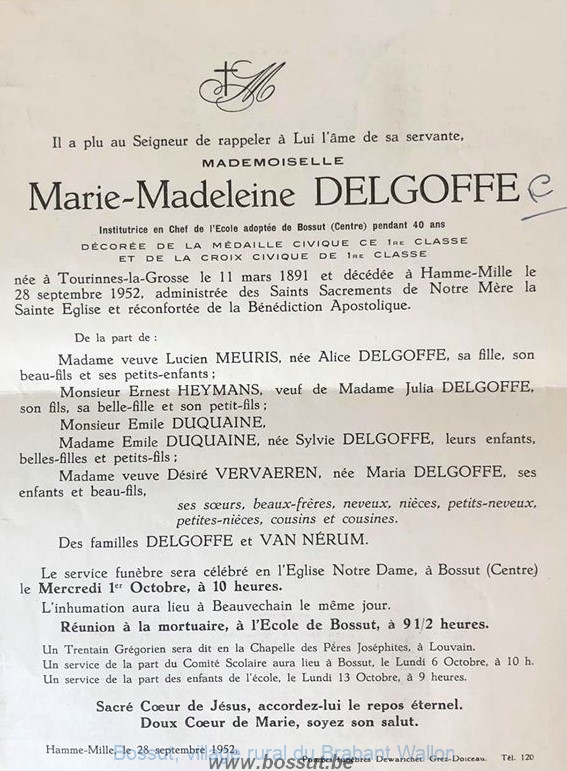 M
Il a plu au Seigneur de rappeler à Lui l'âme de sa servante,
MADEMOISELLE
Marie-Madeleine DELGOFFE
Institutrice en Chef de l'Ecole adoptée de Bossut (Centre) pendant 40 ans
DÉCORÉE DE LA MÉDAILLE CIVIQUE CE 1RE CLASSE
ET DE LA CROIX CIVIQUE DE 1RE CLASSE
née à Tourinnes-la-Grosse le 11 mars 1891 et décédée à Hamme-Mille le
28 septembre 1952, administrée des Saints Sacrements de Notre Mère la
Sainte Eglise et réconfortée de la Bénédiction Apostolique.
De la part de :
Madame veuve Lucien MEURIS, née Alice DELGOFFE, sa fille, son
beau-fils et ses petits-enfants ;
Monsieur Ernest HEYMANS, veuf de Madame Julia DELGOFFE,
son fils, sa belle-fille et son petit-fils ;
Monsieur Emile DUQUAINE,
Madame Emile DUQUAINE, née Sylvie DELGOFFE, leurs enfants,
belles-filles et petits-fils ;
Madame veuve Désiré VERVAEREN, née Maria DELGOFFE, ses
enfants et beau-fils,
ses sœurs, beaux-frères, neveux, nièces, petits-neveux,
petites-nièces, cousins et cousines.
Des familles DELGOFFE et VAN NÉRUM.
Le service funèbre sera célébré en l'Eglise Notre Dame, à Bossut (Centre)
le Mercredi 1er Octobre, à 10 heures.
L'inhumation aura lieu à Beauvechain le même jour.
Réunion à la mortuaire, à l'Ecole de Bossut, à 9 1/2 heures.
Un Trentain Grégorien sera dit en la Chapelle des Péres Joséphites, à Louvain.
Un service de la part du Comité Scolaire aura lieu à Bossut, le Lundi 6 Octobre, à 10 h.
Un service de la part des enfants de l'école, le Lundi 13 Octobre, à 9 heures.
Sacré Cœur de Jésus, accordez-lui le repos éternel.
Doux Cœur de Marie, soyez son salut.
Hamme-Mille, le 28 septembre 1952.
Bossut, village rural du Brabant Wallon
Pompes funèbres Dewarichet. Grez-Doiceau. Tél. 120
www.bossut.be